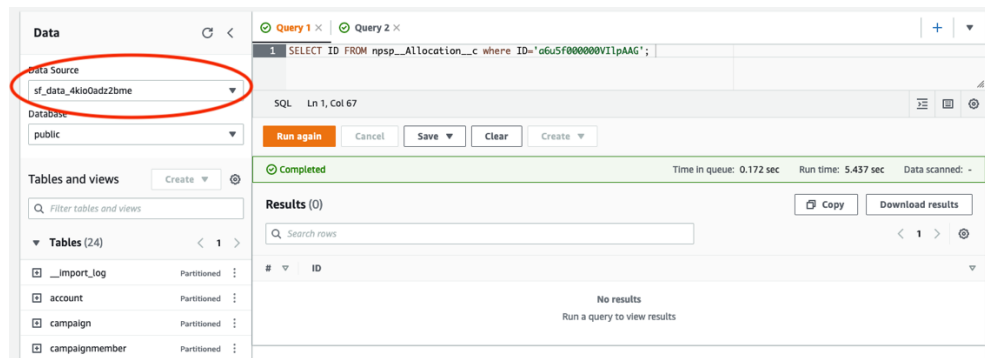 Data
Data Source
sf_data_4kio0adz2bme
Database
public
Tables and views
Create
Filter tables and views
Tables (24)
1
__import_log
Partitioned
account
Partitioned
campaign
Partitioned
campaignmember
Partitioned
Query 1
Query 2
1 SELECT ID FROM npsp__Allocation__c where ID='a6u5f000000VIlpAAG';
SQL Ln 1, Col 67
Run again
Cancel
Save
Clear
Create
Completed
Time in queue: 0.172 sec
Run time: 5.437 sec
Data scanned: -
Results (0)
Copy
Download results
Search rows
1
# ID
No results
Run a query to view results